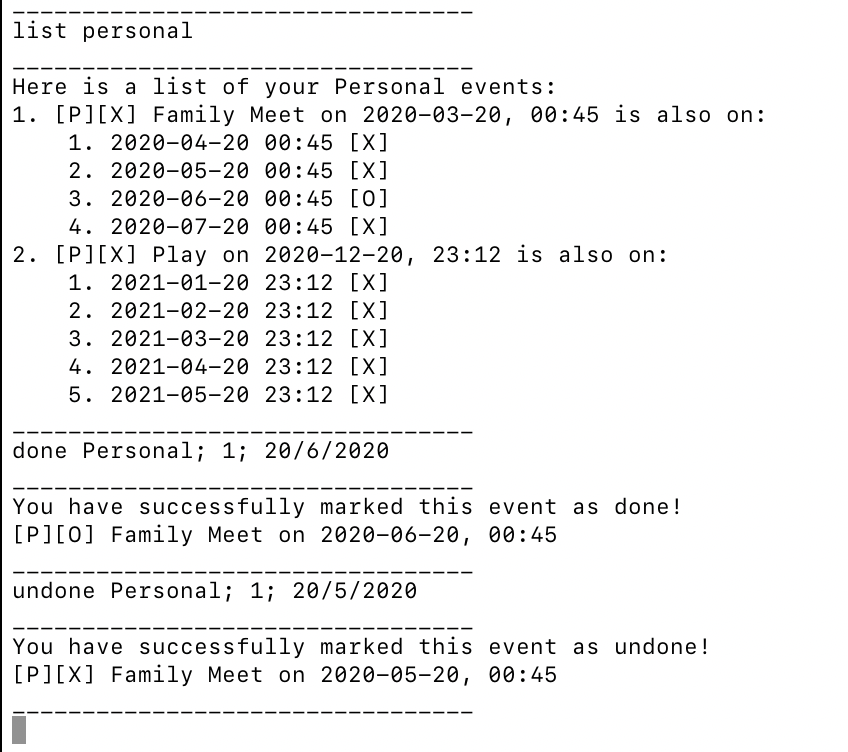 _________________________________
list personal
_________________________________
Here is a list of your Personal events:
1. [P][X] Family Meet on 2020-03-20, 00:45 is also on:
    1. 2020-04-20 00:45 [X]
    2. 2020-05-20 00:45 [X]
    3. 2020-06-20 00:45 [O]
    4. 2020-07-20 00:45 [X]
2. [P][X] Play on 2020-12-20, 23:12 is also on:
    1. 2021-01-20 23:12 [X]
    2. 2021-02-20 23:12 [X]
    3. 2021-03-20 23:12 [X]
    4. 2021-04-20 23:12 [X]
    5. 2021-05-20 23:12 [X]
_________________________________
done Personal; 1; 20/6/2020
_________________________________
You have successfully marked this event as done!
[P][O] Family Meet on 2020-06-20, 00:45
_________________________________
undone Personal; 1; 20/5/2020
_________________________________
You have successfully marked this event as undone!
[P][X] Family Meet on 2020-05-20, 00:45
_________________________________